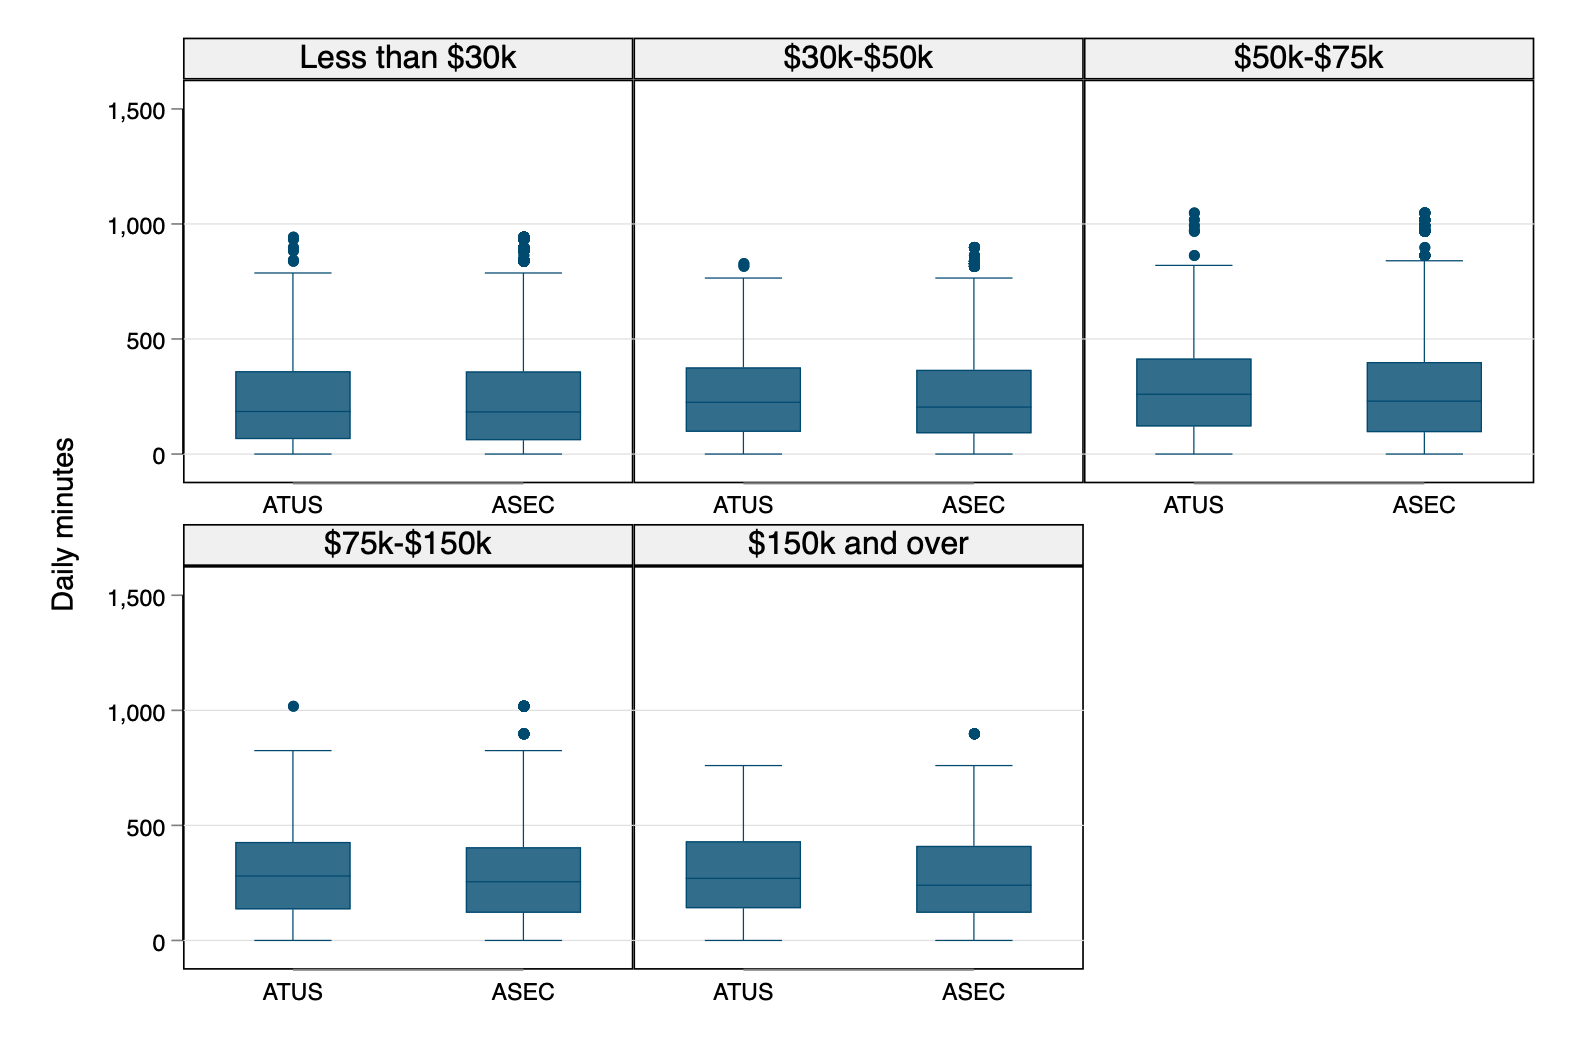 Less than $30k
$30k-$50k
$50k-$75k
1,500
1,000
500
0
ATUS
ASEC
ATUS
ASEC
ATUS
ASEC
Daily minutes
$75k-$150k
$150k and over
1,500
1,000
500
0
ATUS
ASEC
ATUS
ASEC